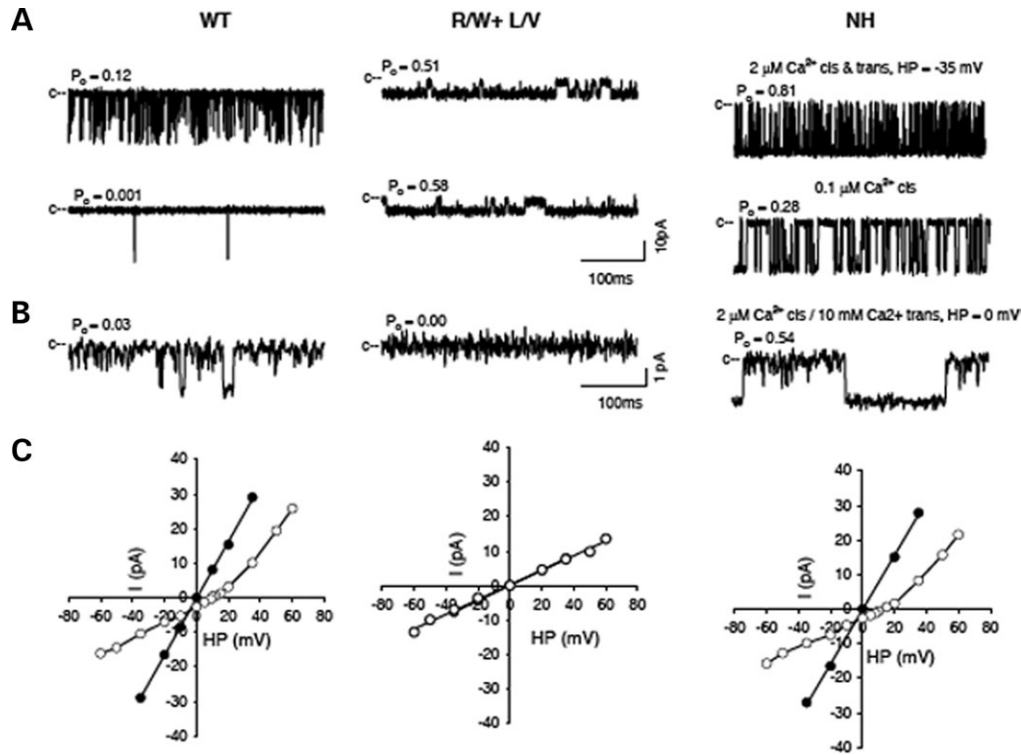 A
WT
R/W+ L/V
NH
2 μM Ca²⁺ cis & trans, HP = -35 mV
Pₒ = 0.12
Pₒ = 0.51
Pₒ = 0.81
c--
c--
c--
0.1 μM Ca²⁺ cis
Pₒ = 0.001
Pₒ = 0.58
Pₒ = 0.28
c--
c--
c--
10pA
100ms
B
2 μM Ca²⁺ cis / 10 mM Ca2+ trans, HP = 0 mV
Pₒ = 0.03
Pₒ = 0.00
Pₒ = 0.54
c--
c--
c--
1 pA
100ms
C
40
30
20
10
0
-10
-20
-30
-40
-80 -60 -40 -20 0 20 40 60 80
I (pA)
HP (mV)
40
30
20
10
0
-10
-20
-30
-40
-80 -60 -40 -20 0 20 40 60 80
I (pA)
HP (mV)
40
30
20
10
0
-10
-20
-30
-40
-80 -60 -40 -20 0 20 40 60 80
I (pA)
HP (mV)